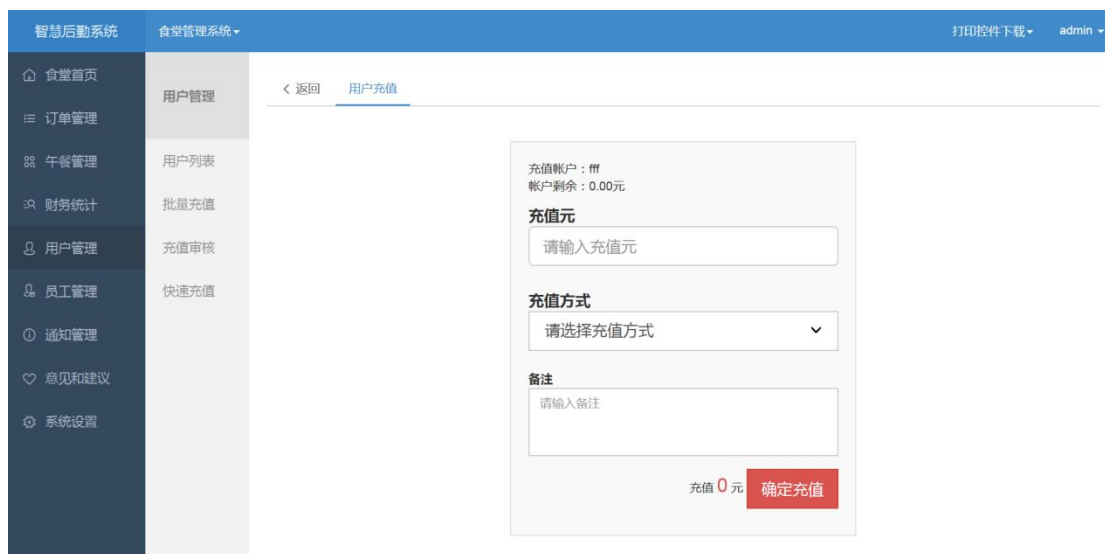 智慧后勤系统
食堂管理系统
打印控件下载
admin
食堂首页
订单管理
午餐管理
财务统计
用户管理
员工管理
通知管理
意见和建议
系统设置
用户管理
用户列表
批量充值
充值审核
快速充值
返回
用户充值
充值帐户：fff
帐户剩余：0.00元
充值元
请输入充值元
充值方式
请选择充值方式
备注
请输入备注
充值 0 元
确定充值